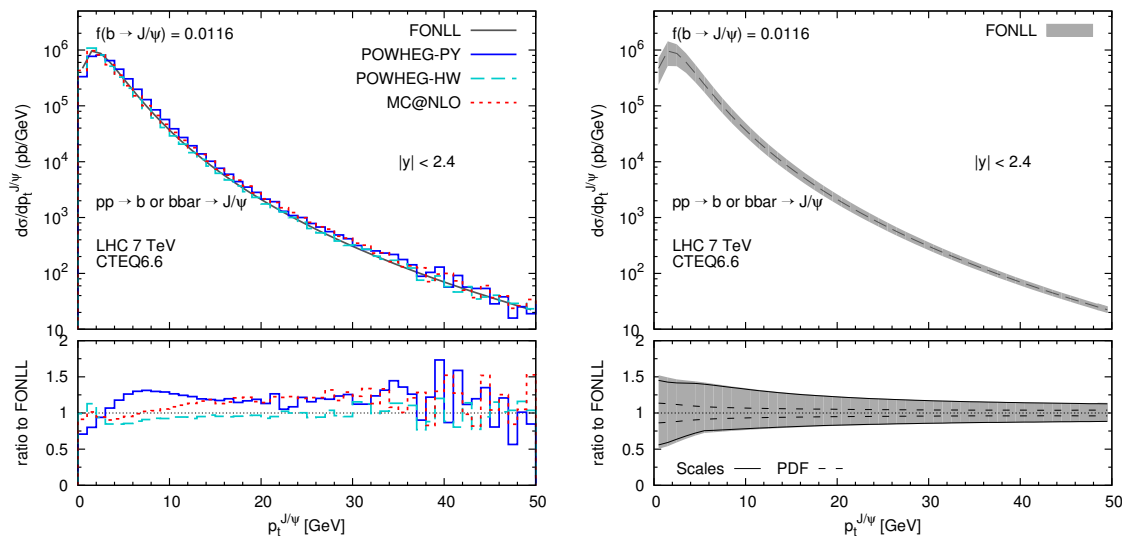 f(b → J/ψ) = 0.0116
FONLL
POWHEG-PY
POWHEG-HW
MC@NLO
|y| < 2.4
pp → b or bbar → J/ψ
LHC 7 TeV
CTEQ6.6
dσ/dp_t^{J/ψ} (pb/GeV)
10^6
10^5
10^4
10^3
10^2
10
ratio to FONLL
2
1.5
1
0.5
0
0 10 20 30 40 50
p_t^{J/ψ} [GeV]
f(b → J/ψ) = 0.0116
FONLL
|y| < 2.4
pp → b or bbar → J/ψ
LHC 7 TeV
CTEQ6.6
dσ/dp_t^{J/ψ} (pb/GeV)
10^6
10^5
10^4
10^3
10^2
10
ratio to FONLL
2
1.5
1
0.5
0
Scales PDF
0 10 20 30 40 50
p_t^{J/ψ} [GeV]